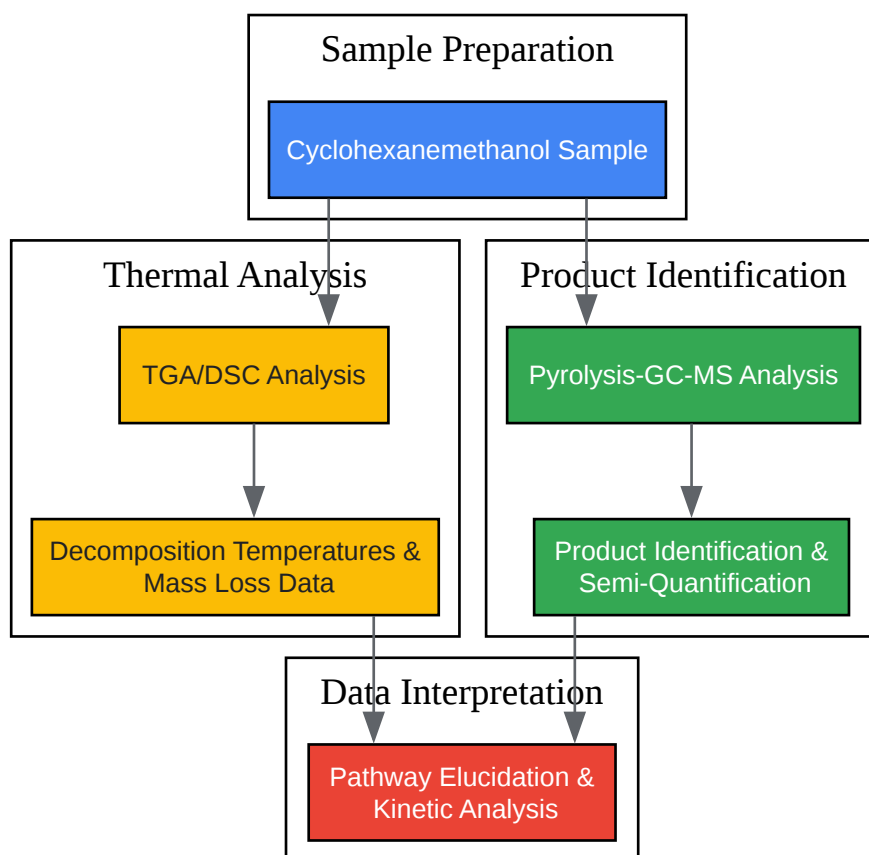 Sample Preparation
Cyclohexanemethanol Sample
Thermal Analysis
TGA/DSC Analysis
Decomposition Temperatures &
Mass Loss Data
Product Identification
Pyrolysis-GC-MS Analysis
Product Identification &
Semi-Quantification
Data Interpretation
Pathway Elucidation &
Kinetic Analysis